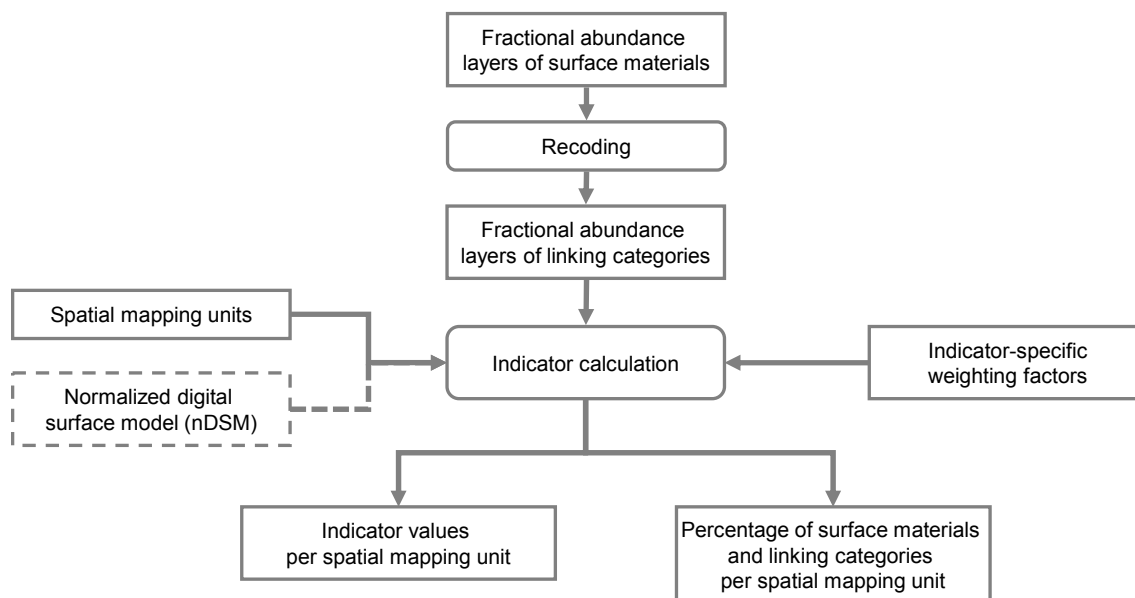 Fractional abundance
layers of surface materials
Recoding
Fractional abundance
layers of linking categories
Spatial mapping units
Indicator calculation
Indicator-specific
weighting factors
Normalized digital
surface model (nDSM)
Indicator values
per spatial mapping unit
Percentage of surface materials
and linking categories
per spatial mapping unit